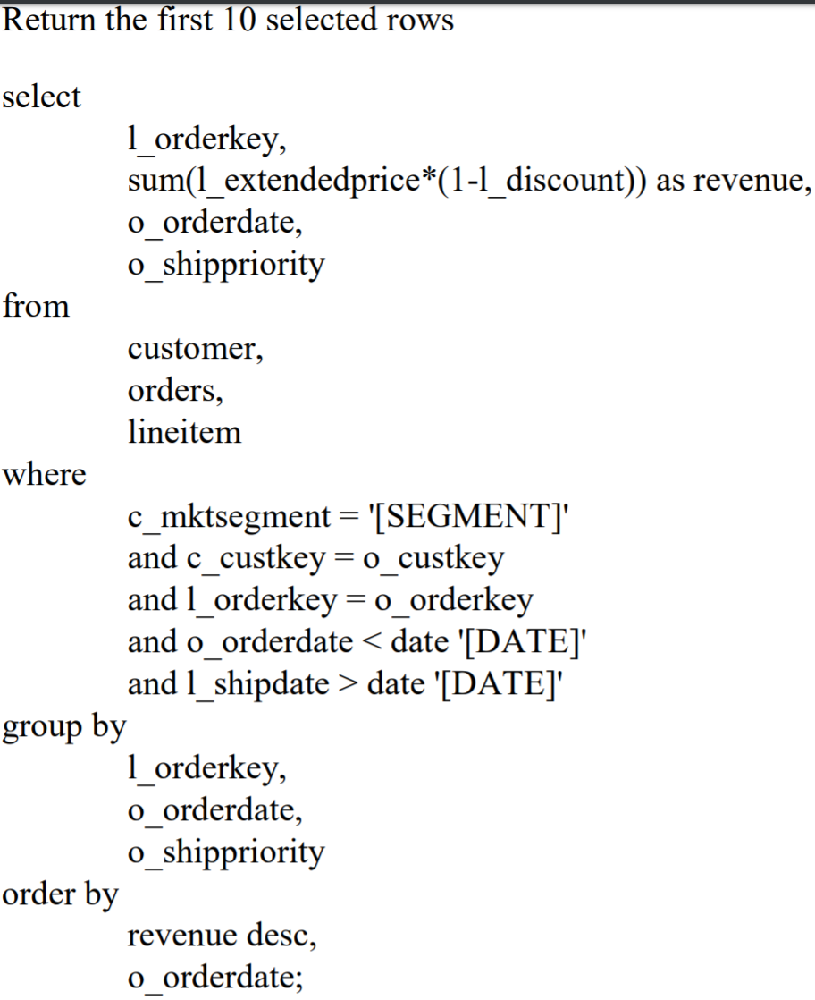 Return the first 10 selected rows
select
l_orderkey,
sum(l_extendedprice*(1-l_discount)) as revenue,
o_orderdate,
o_shippriority
from
customer,
orders,
lineitem
where
c_mktsegment = '[SEGMENT]'
and c_custkey = o_custkey
and l_orderkey = o_orderkey
and o_orderdate < date '[DATE]'
and l_shipdate > date '[DATE]'
group by
l_orderkey,
o_orderdate,
o_shippriority
order by
revenue desc,
o_orderdate;